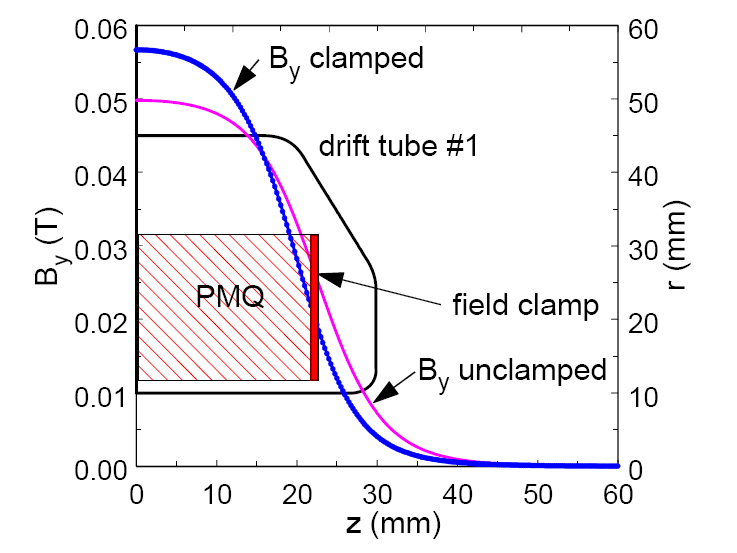 0.06
0.05
0.04
0.03
0.02
0.01
0.00
By (T)
60
50
40
30
20
10
0
r (mm)
By clamped
drift tube #1
PMQ
field clamp
By unclamped
0 10 20 30 40 50 60
z (mm)